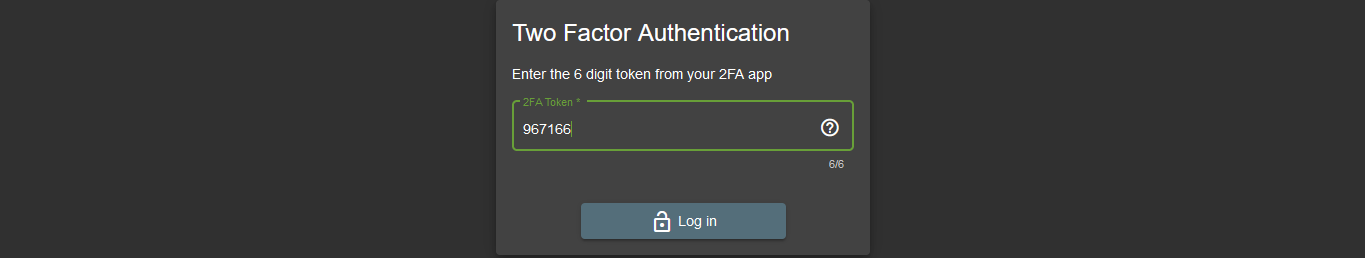 Two Factor Authentication
Enter the 6 digit token from your 2FA app
2FA Token *
967166
6/6
Log in